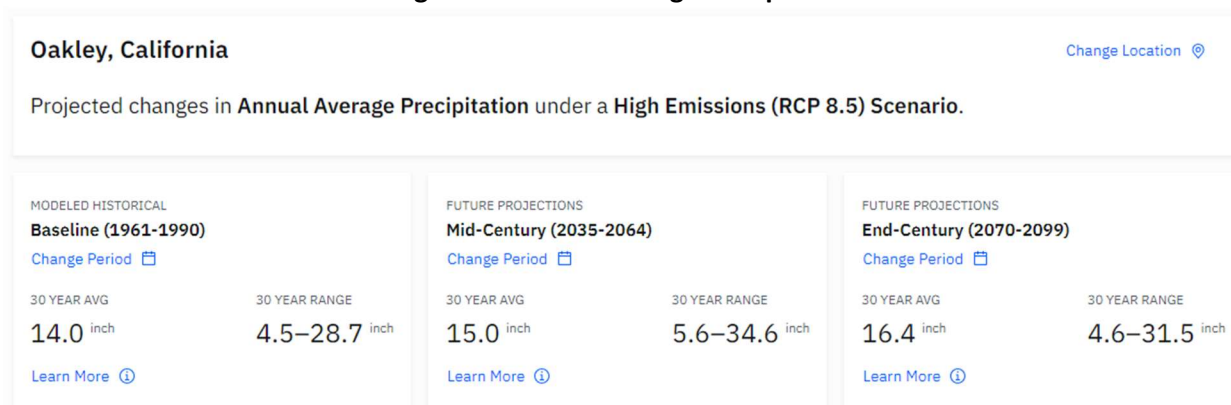 Oakley, California
Change Location
Projected changes in Annual Average Precipitation under a High Emissions (RCP 8.5) Scenario.
MODELED HISTORICAL
Baseline (1961-1990)
Change Period
30 YEAR AVG
30 YEAR RANGE
14.0 inch
4.5–28.7 inch
Learn More
FUTURE PROJECTIONS
Mid-Century (2035-2064)
Change Period
30 YEAR AVG
30 YEAR RANGE
15.0 inch
5.6–34.6 inch
Learn More
FUTURE PROJECTIONS
End-Century (2070-2099)
Change Period
30 YEAR AVG
30 YEAR RANGE
16.4 inch
4.6–31.5 inch
Learn More